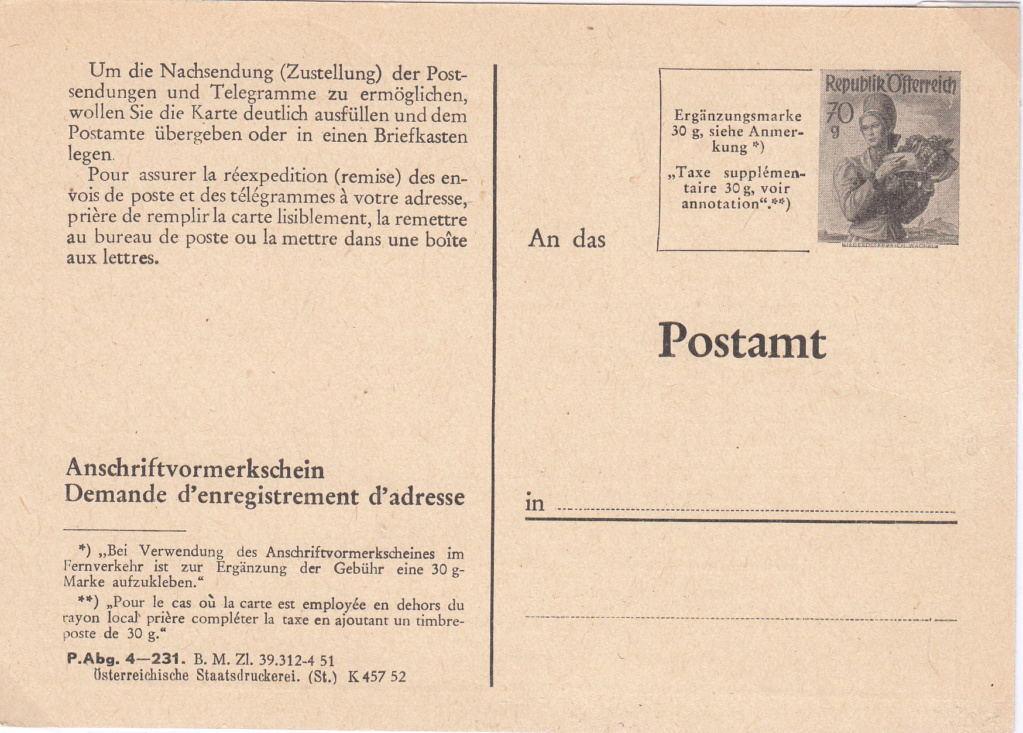 Um die Nachsendung (Zustellung) der Post-
sendungen und Telegramme zu ermöglichen,
wollen Sie die Karte deutlich ausfüllen und dem
Postamte übergeben oder in einen Briefkasten
legen.
Pour assurer la réexpedition (remise) des en-
vois de poste et des télégrammes à votre adresse,
prière de remplir la carte lisiblement, la remettre
au bureau de poste ou la mettre dans une boîte
aux lettres.
Anschriftvormerkschein
Demande d'enregistrement d'adresse
*) „Bei Verwendung des Anschriftvormerkscheines im
Fernverkehr ist zur Ergänzung der Gebühr eine 30 g-
Marke aufzukleben.“
**) „Pour le cas où la carte est employée en dehors du
rayon local' prière compléter la taxe en ajoutant un timbre-
poste de 30 g.“
P. Abg. 4—231. B. M. Zl. 39.312-4 51
Österreichische Staatsdruckerei. (St.) K 457 52
Ergänzungsmarke
30 g, siehe Anmer-
kung *)
„Taxe supplémen-
taire 30 g, voir
annotation“.**)
Republik Österreich
70
g
NIEDERÖSTERREICH, WACHAU
An das
Postamt
in